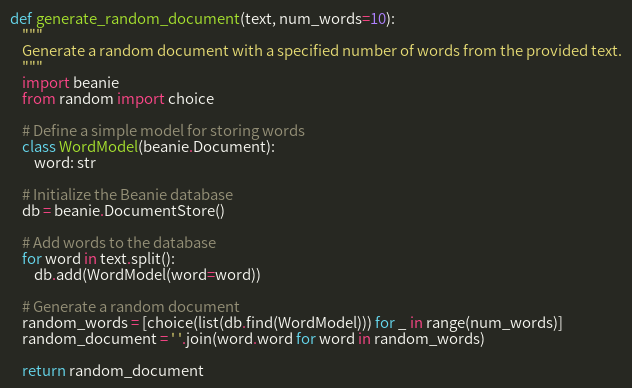 def generate_random_document(text, num_words=10):
    """
    Generate a random document with a specified number of words from the provided text.
    """
    import beanie
    from random import choice

    # Define a simple model for storing words
    class WordModel(beanie.Document):
        word: str

    # Initialize the Beanie database
    db = beanie.DocumentStore()

    # Add words to the database
    for word in text.split():
        db.add(WordModel(word=word))

    # Generate a random document
    random_words = [choice(list(db.find(WordModel))) for _ in range(num_words)]
    random_document = ' '.join(word.word for word in random_words)

    return random_document